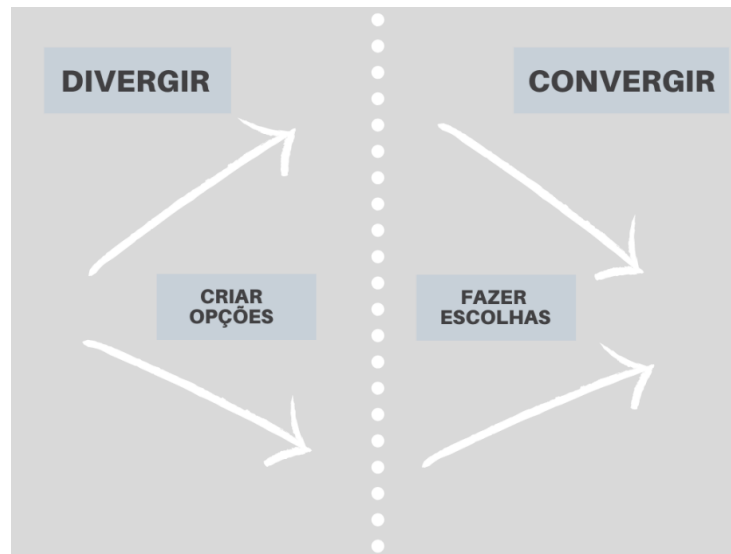 DIVERGIR
CONVERGIR
CRIAR
OPÇÕES
FAZER
ESCOLHAS